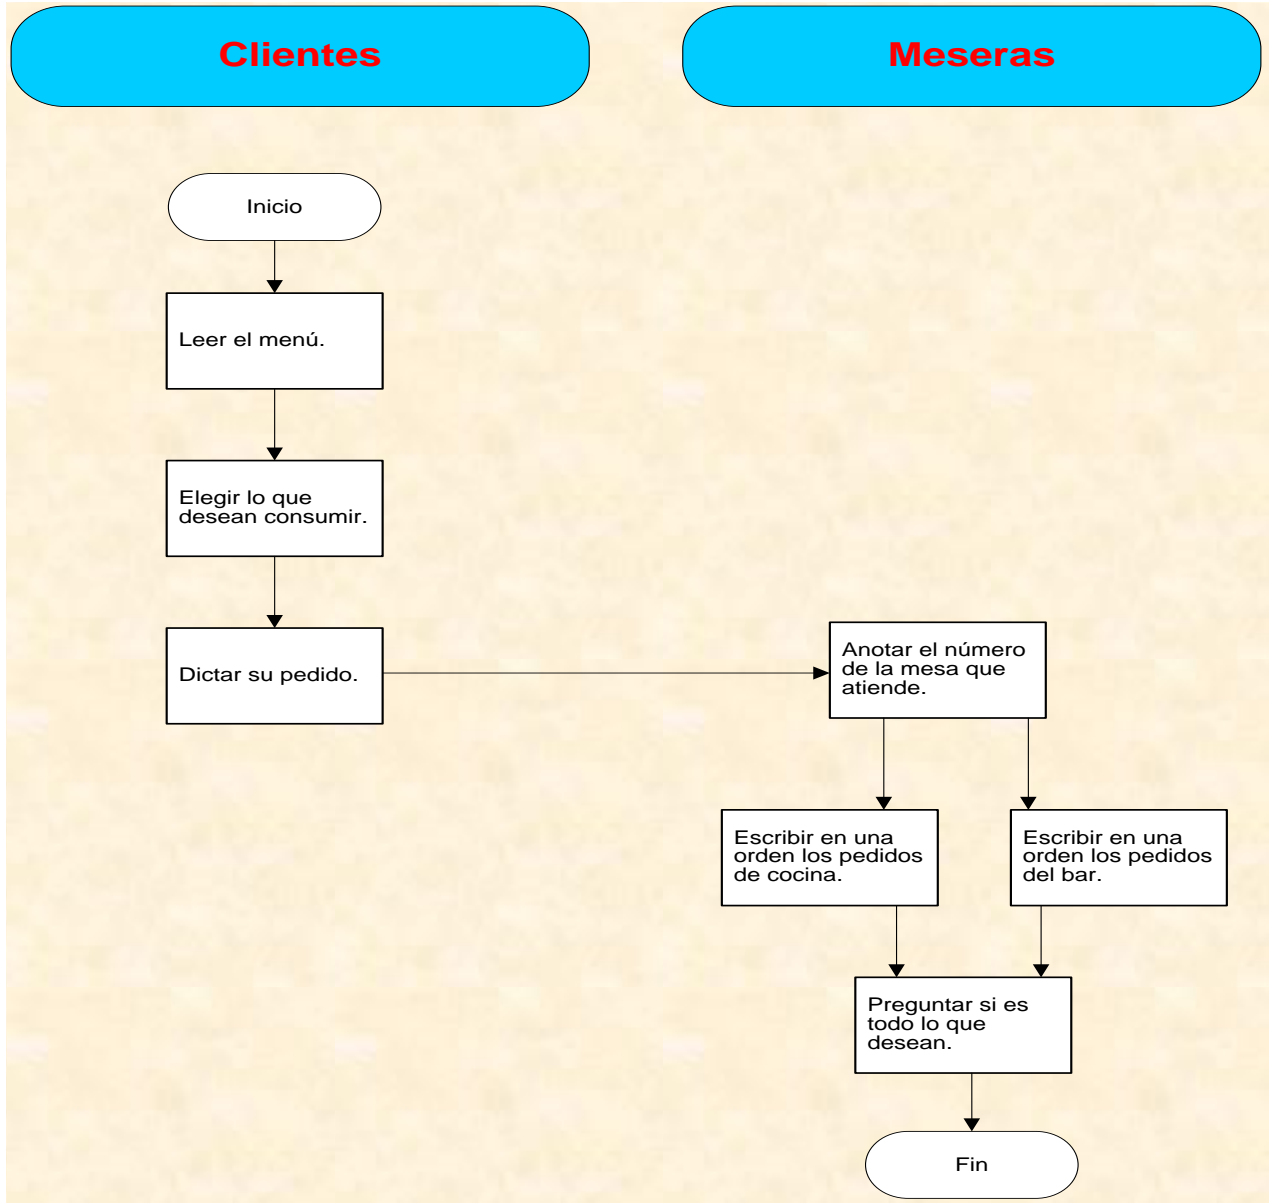 Clientes
Meseras
Inicio
Leer el menú.
Elegir lo que
desean consumir.
Dictar su pedido.
Anotar el número
de la mesa que
atiende.
Escribir en una
orden los pedidos
de cocina.
Escribir en una
orden los pedidos
del bar.
Preguntar si es
todo lo que
desean.
Fin